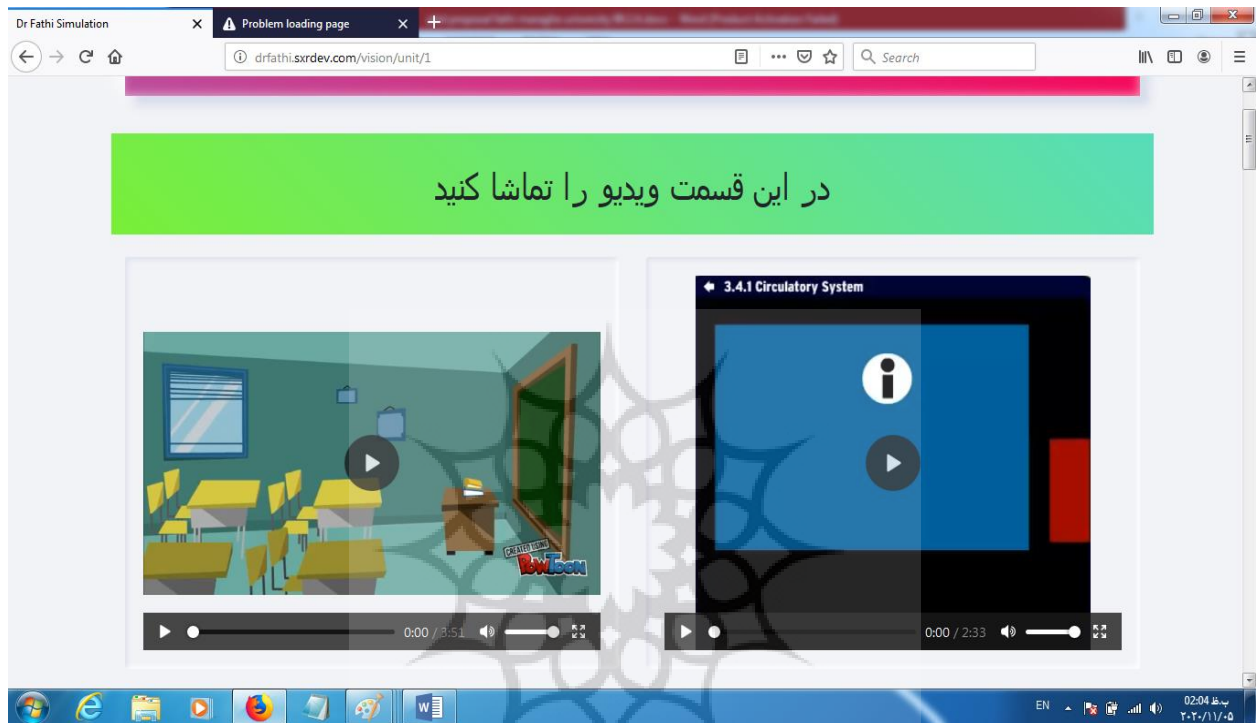 Dr Fathi Simulation
Problem loading page
drfathi.sxrdev.com/vision/unit/1
Search
در این قسمت ویدیو را تماشا کنید
3.4.1 Circulatory System
i
CREATED USING
POWTOON
0:00 / 3:51
0:00 / 2:33
EN
02:04 ب.ظ
۲۰۲۰/۱۱/۰۵